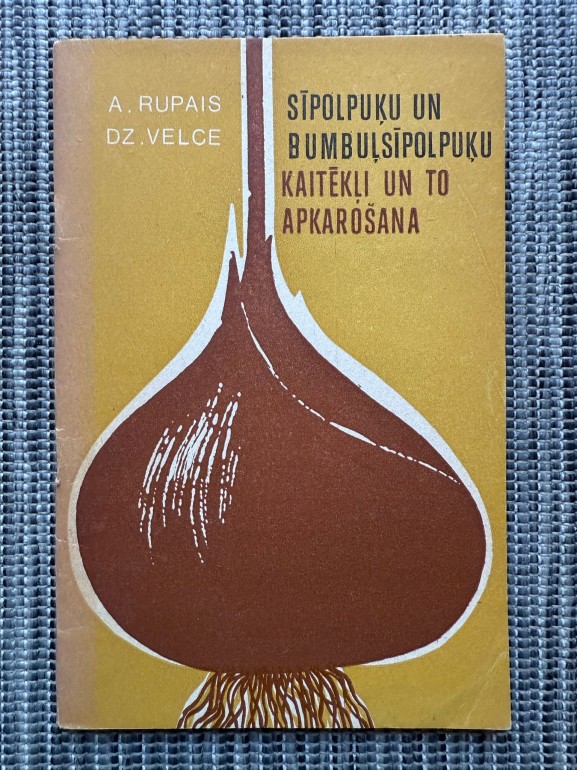 A. RUPAIS
DZ. VELCE
SĪPOLPUĶU UN
BUMBUĻSĪPOLPUĶU
KAITĒKĻI UN TO
APKAROŠANA